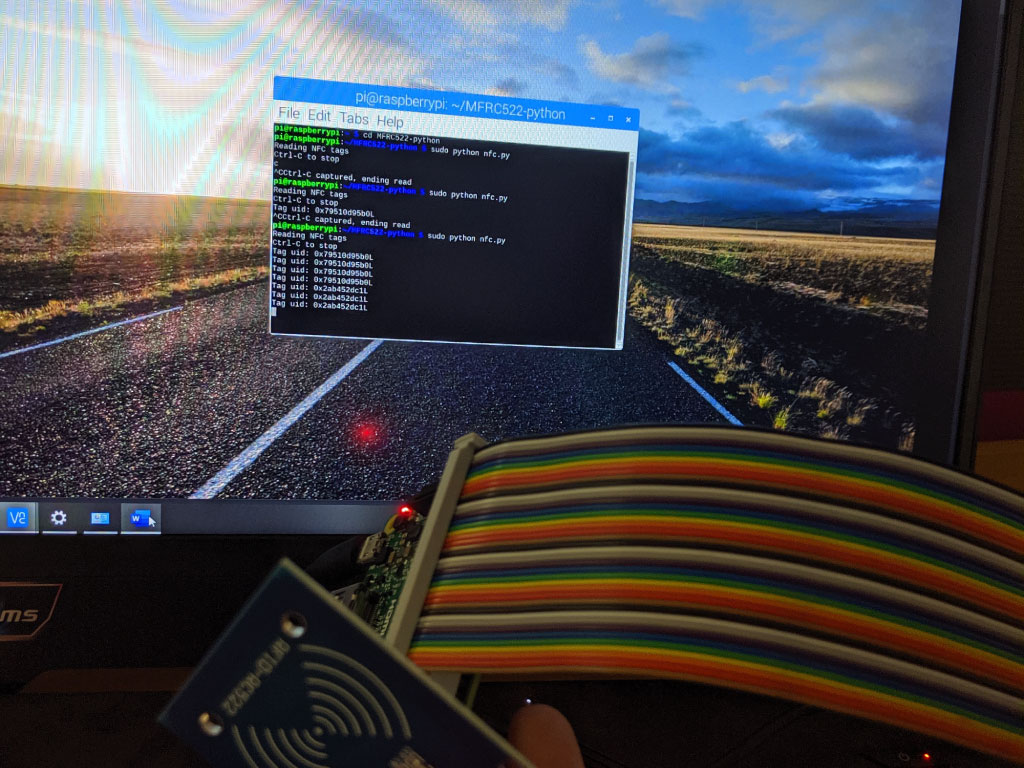 pi@raspberrypi: ~/MFRC522-python
File Edit Tabs Help
pi@raspberrypi:~ $ cd MFRC522-python
pi@raspberrypi:~/MFRC522-python $ sudo python nfc.py
Reading NFC tags
Ctrl-C to stop
c
^CCtrl-C captured, ending read
pi@raspberrypi:~/MFRC522-python $ sudo python nfc.py
Reading NFC tags
Ctrl-C to stop
Tag uid: 0x79510d95b0L
^CCtrl-C captured, ending read
pi@raspberrypi:~/MFRC522-python $ sudo python nfc.py
Reading NFC tags
Ctrl-C to stop
Tag uid: 0x79510d95b0L
Tag uid: 0x79510d95b0L
Tag uid: 0x79510d95b0L
Tag uid: 0x79510d95b0L
Tag uid: 0x2ab452dc1L
Tag uid: 0x2ab452dc1L
Tag uid: 0x2ab452dc1L
V2
W
ms
RFID-RC522